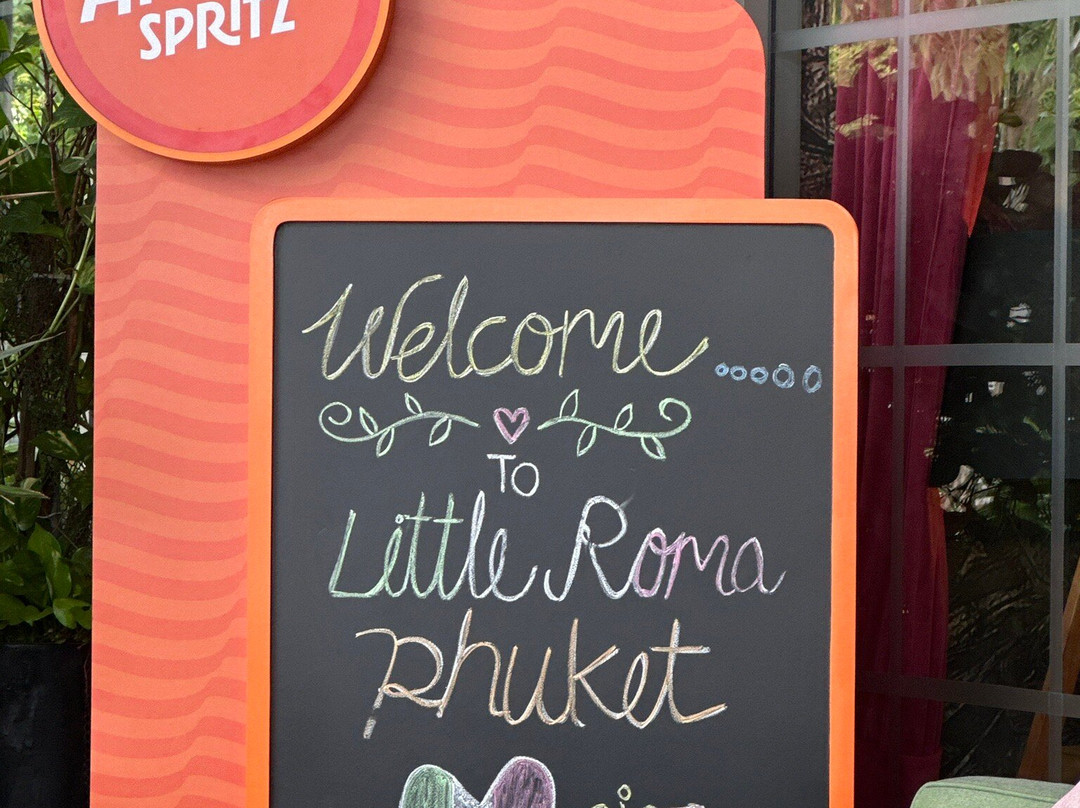 SPRITZ
Welcome.....
TO
Little Roma
Phuket